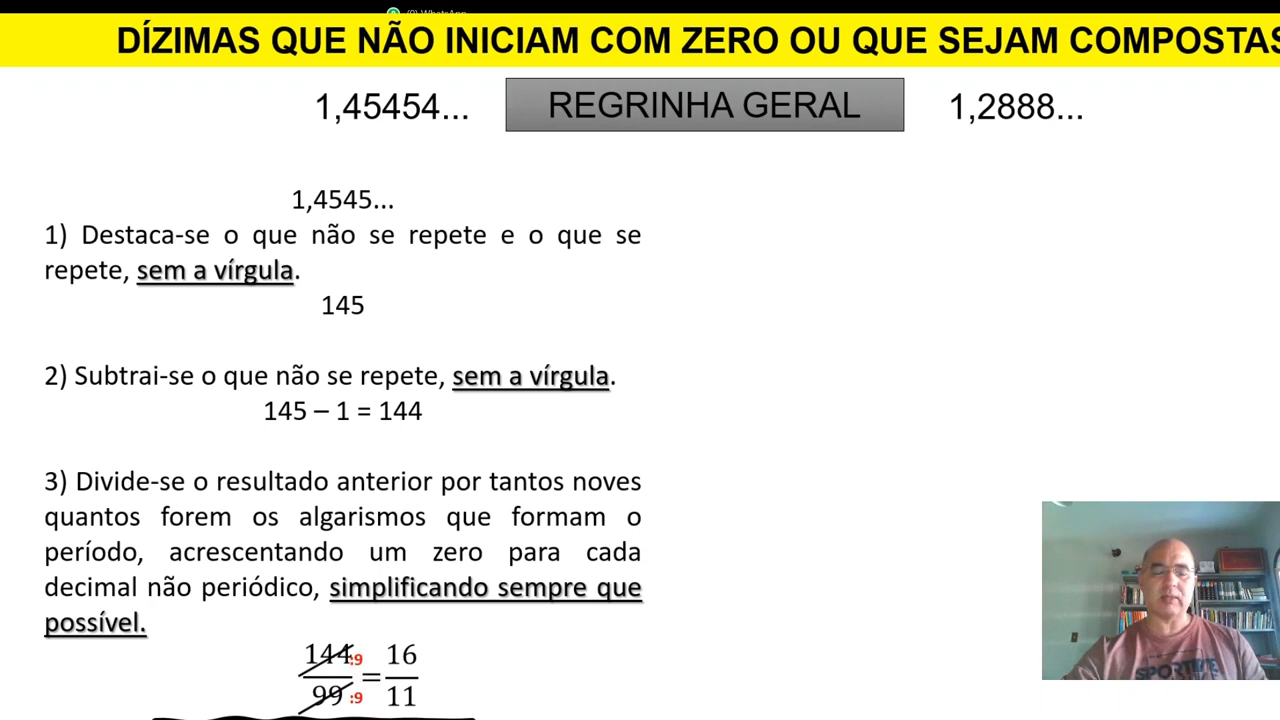 (0) WhatsApp
DÍZIMAS QUE NÃO INICIAM COM ZERO OU QUE SEJAM COMPOSTAS
1,45454... REGRINHA GERAL 1,2888...
1,4545...
1) Destaca-se o que não se repete e o que se
repete, sem a vírgula.
145
2) Subtrai-se o que não se repete, sem a vírgula.
145 – 1 = 144
3) Divide-se o resultado anterior por tantos noves
quantos forem os algarismos que formam o
período, acrescentando um zero para cada
decimal não periódico, simplificando sempre que
possível.
144 :9 16
=
99 :9 11